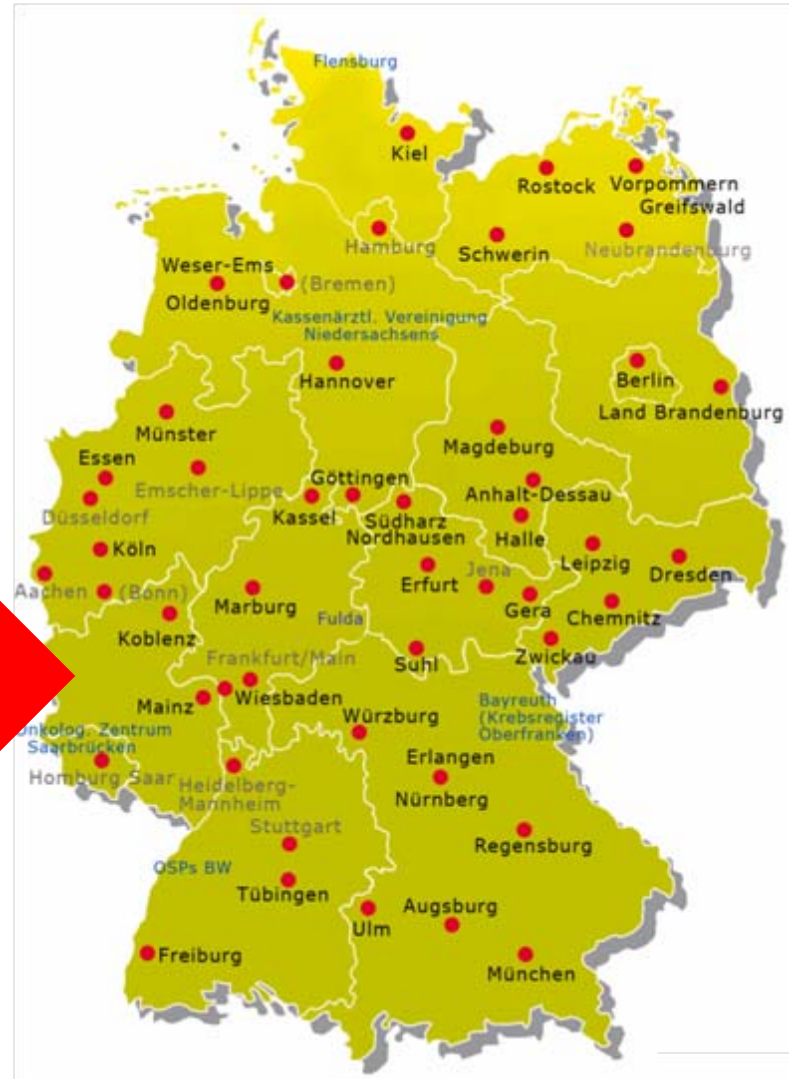 Flensburg
Kiel
Rostock
Vorpommern
Greifswald
Hamburg
Schwerin
Neubrandenburg
Weser-Ems
(Bremen)
Oldenburg
Kassenärztl. Vereinigung
Niedersachsens
Hannover
Berlin
Land Brandenburg
Münster
Magdeburg
Essen
Emscher-Lippe
Göttingen
Anhalt-Dessau
Düsseldorf
Kassel
Südharz
Nordhausen
Halle
Leipzig
Dresden
Köln
Erfurt
Jena
Gera
Chemnitz
Aachen
(Bonn)
Marburg
Koblenz
Fulda
Suhl
Zwickau
Frankfurt/Main
Mainz
Wiesbaden
Bayreuth
(Krebsregister
Oberfranken)
Würzburg
Onkolog. Zentrum
Saarbrücken
Homburg Saar
Heidelberg-
Mannheim
Erlangen
Nürnberg
Stuttgart
Regensburg
OSPs BW
Tübingen
Augsburg
Ulm
Freiburg
München